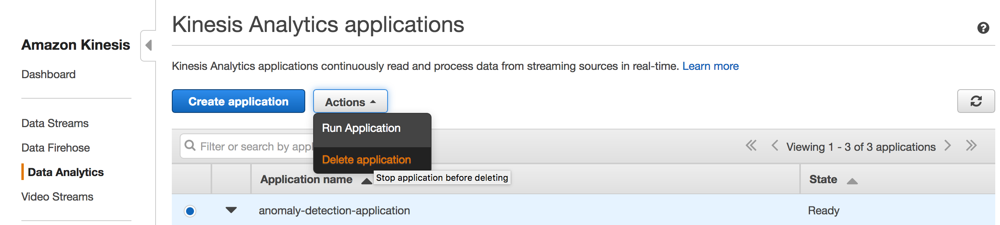 Amazon Kinesis
Dashboard
Data Streams
Data Firehose
Data Analytics
Video Streams
Kinesis Analytics applications
Kinesis Analytics applications continuously read and process data from streaming sources in real-time. Learn more
Create application
Actions
Run Application
Delete application
Stop application before deleting
Filter or search by appl
Viewing 1 - 3 of 3 applications
Application name
State
anomaly-detection-application
Ready